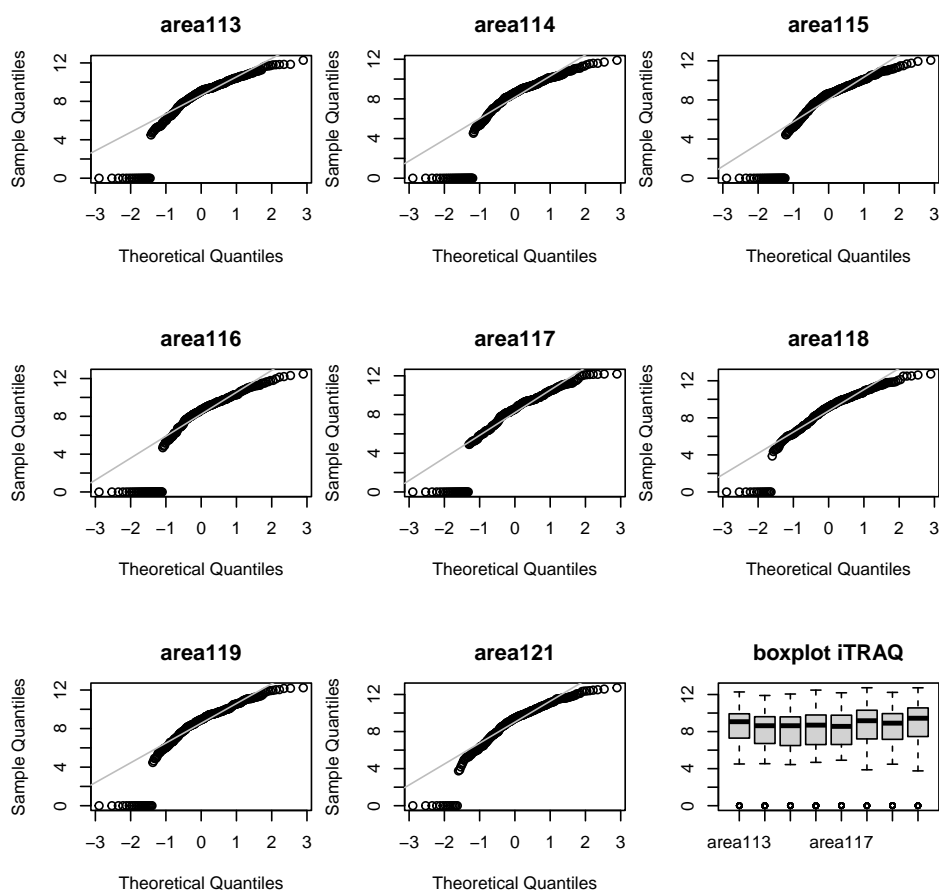 area113 area114 area115
Sample Quantiles Sample Quantiles Sample Quantiles
12 12 12
8 8 8
4 4 4
0 0 0
−3 −2 −1 0 1 2 3 −3 −2 −1 0 1 2 3 −3 −2 −1 0 1 2 3
Theoretical Quantiles Theoretical Quantiles Theoretical Quantiles
area116 area117 area118
Sample Quantiles Sample Quantiles Sample Quantiles
12 12 12
8 8 8
4 4 4
0 0 0
−3 −2 −1 0 1 2 3 −3 −2 −1 0 1 2 3 −3 −2 −1 0 1 2 3
Theoretical Quantiles Theoretical Quantiles Theoretical Quantiles
area119 area121 boxplot iTRAQ
Sample Quantiles Sample Quantiles
12 12 12
8 8 8
4 4 4
0 0 0
−3 −2 −1 0 1 2 3 −3 −2 −1 0 1 2 3 area113 area117
Theoretical Quantiles Theoretical Quantiles